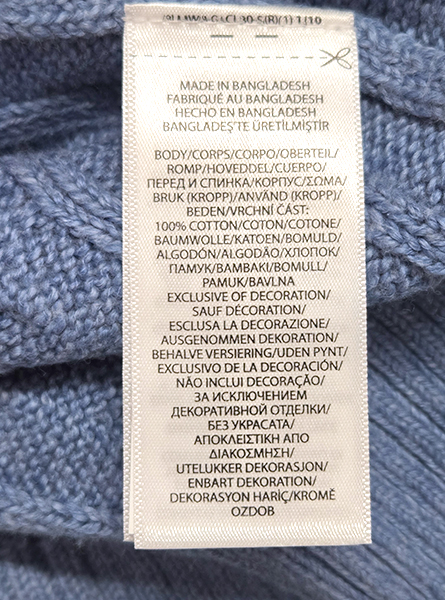 MADE IN BANGLADESH
FABRIQUÉ AU BANGLADESH
HECHO EN BANGLADESH
BANGLADEŞ'TE ÜRETİLMİŞTİR
BODY/CORPS/CORPO/OBERTEIL/
ROMP/HOVEDDEL/CUERPO/
ПЕРЕД И СПИНКА/КОРПУС/ΣΩΜΑ/
BRUK (KROPP)/ANVÄND (KROPP)/
BEDEN/VRCHNÍ ČÁST:
100% COTTON/COTON/COTONE/
BAUMWOLLE/KATOEN/BOMULD/
ALGODÓN/ALGODÃO/ХЛОПОК/
ПАМУК/ΒΑΜΒΑΚΙ/BOMULL/
PAMUK/BAVLNA
EXCLUSIVE OF DECORATION/
SAUF DÉCORATION/
ESCLUSA LA DECORAZIONE/
AUSGENOMMEN DEKORATION/
BEHALVE VERSIERING/UDEN PYNT/
EXCLUSIVO DE LA DECORACIÓN/
NÃO INCLUI DECORAÇÃO/
ЗА ИСКЛЮЧЕНИЕМ
ДЕКОРАТИВНОЙ ОТДЕЛКИ/
БЕЗ УКРАСАТА/
ΑΠΟΚΛΕΙΣΤΙΚΗ ΑΠΟ
ΔΙΑΚΟΣΜΗΣΗ/
UTELUKKER DEKORASJON/
ENBART DEKORATION/
DEKORASYON HARİÇ/KROMĚ
OZDOB